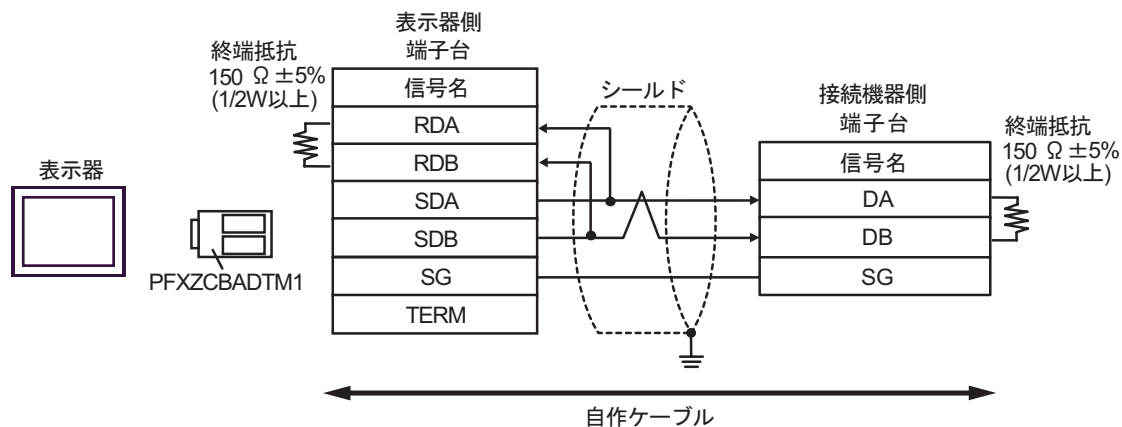 表示器
PFXZCBADTM1
終端抵抗
150 Ω ±5%
(1/2W以上)
表示器側
端子台
信号名
RDA
RDB
SDA
SDB
SG
TERM
シールド
接続機器側
端子台
信号名
DA
DB
SG
終端抵抗
150 Ω ±5%
(1/2W以上)
自作ケーブル